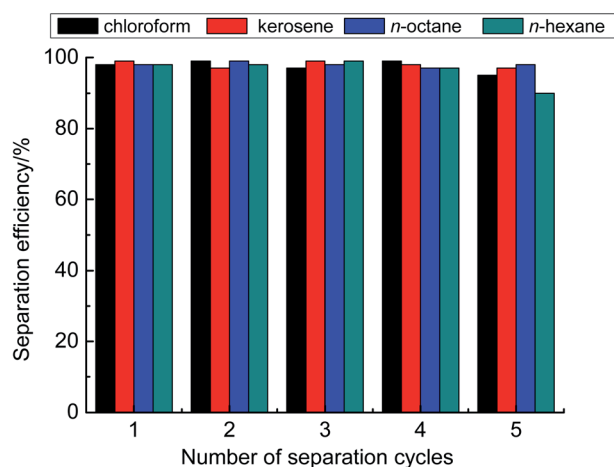 chloroform kerosene n-octane n-hexane
100
80
60
40
20
0
Separation efficiency/%
1 2 3 4 5
Number of separation cycles